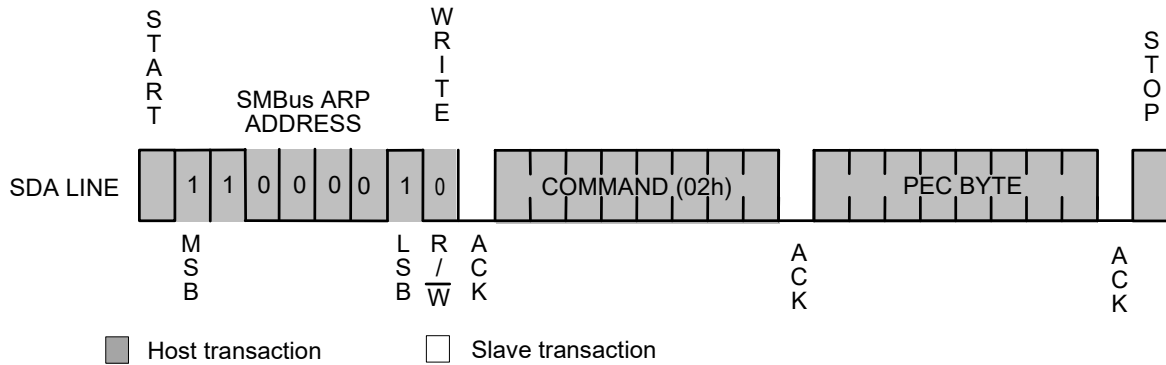 START
WRITE
STOP
SMBus ARP
ADDRESS
SDA LINE
1 1 0 0 0 0 1 0
COMMAND (02h)
PEC BYTE
MSB
LSB
R/W̅
ACK
ACK
ACK
Host transaction
Slave transaction